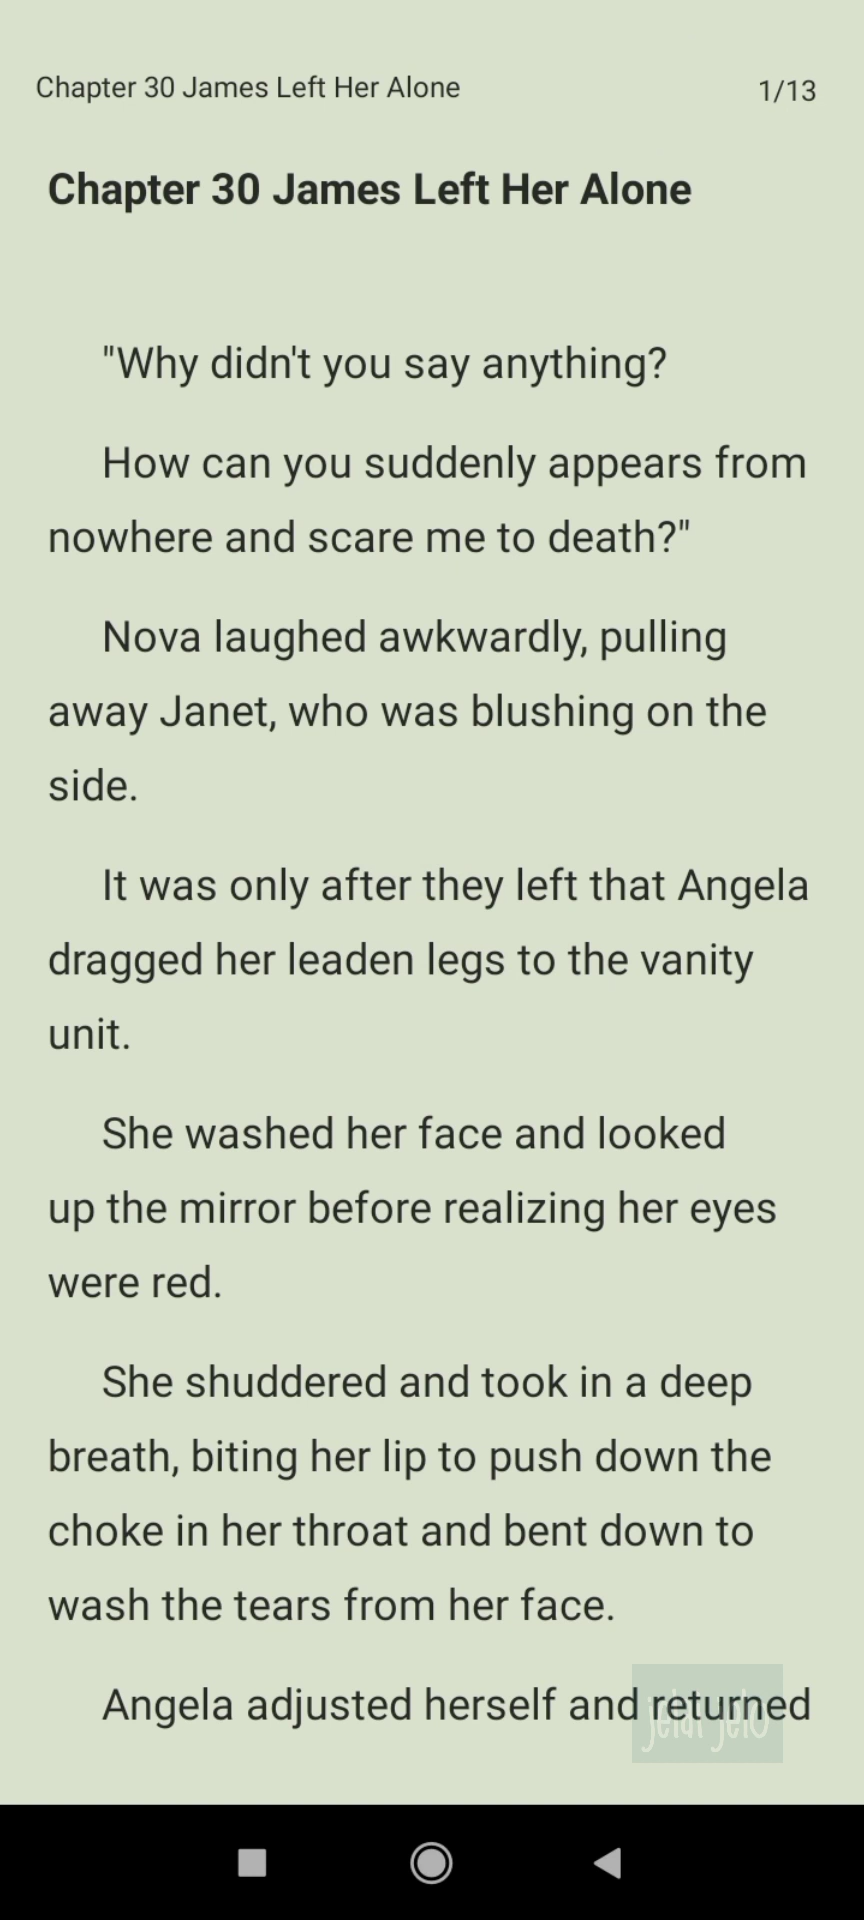 Chapter 30 James Left Her Alone
1/13
Chapter 30 James Left Her Alone
"Why didn't you say anything?
How can you suddenly appears from
nowhere and scare me to death?"
Nova laughed awkwardly, pulling
away Janet, who was blushing on the
side.
It was only after they left that Angela
dragged her leaden legs to the vanity
unit.
She washed her face and looked
up the mirror before realizing her eyes
were red.
She shuddered and took in a deep
breath, biting her lip to push down the
choke in her throat and bent down to
wash the tears from her face.
Angela adjusted herself and returned
jelai jelo